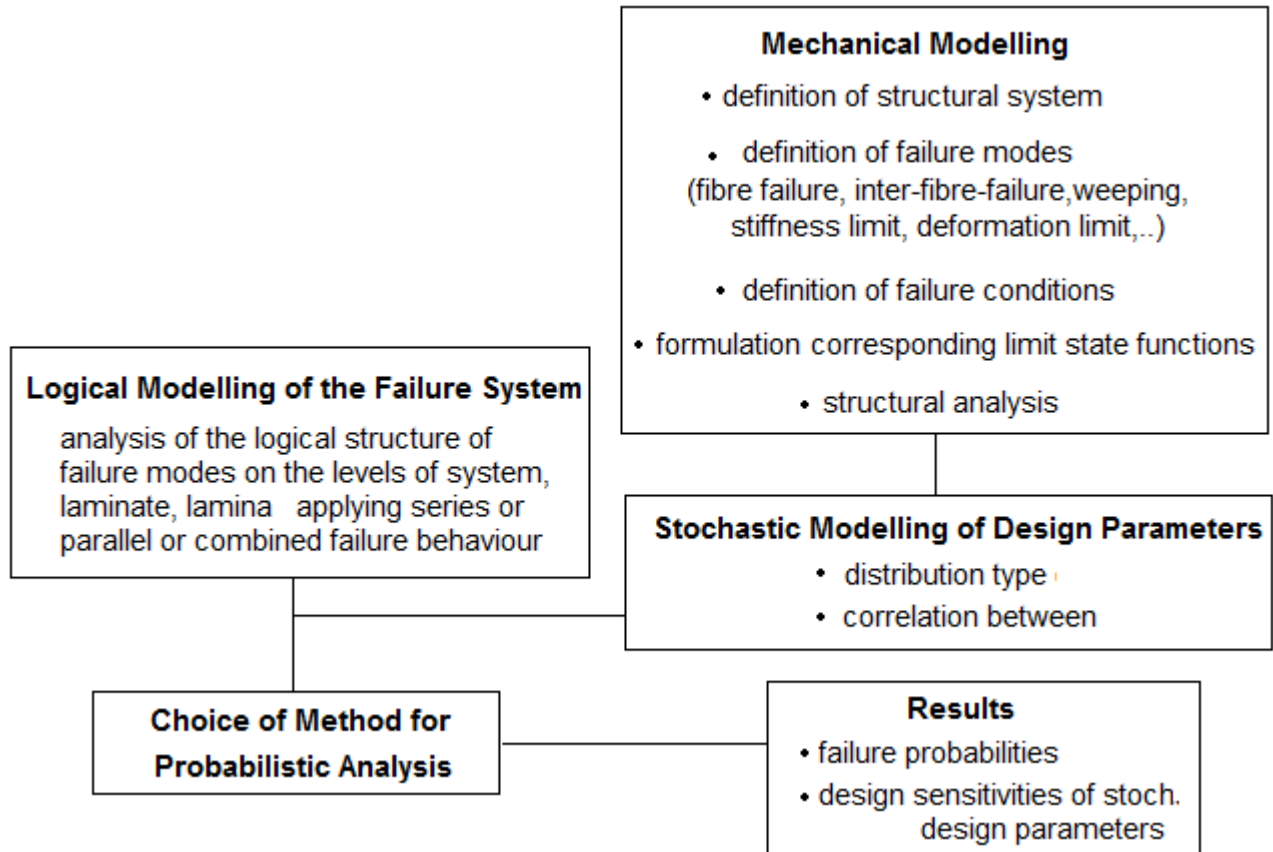 Mechanical Modelling
• definition of structural system
• definition of failure modes
(fibre failure, inter-fibre-failure,weeping,
stiffness limit, deformation limit,..)
• definition of failure conditions
• formulation corresponding limit state functions
• structural analysis
Logical Modelling of the Failure System
analysis of the logical structure of
failure modes on the levels of system,
laminate, lamina applying series or
parallel or combined failure behaviour
Stochastic Modelling of Design Parameters
• distribution type
• correlation between
Choice of Method for
Probabilistic Analysis
Results
• failure probabilities
• design sensitivities of stoch.
design parameters